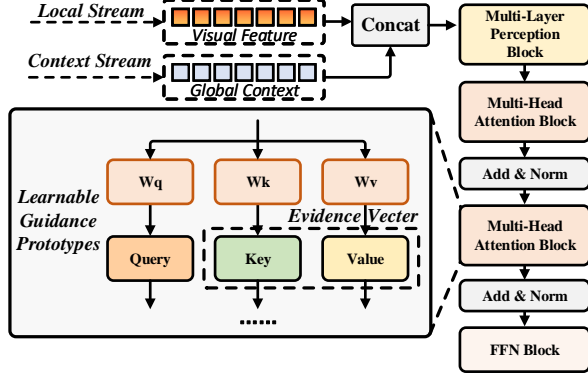 Local Stream
Visual Feature
Context Stream
Global Context
Concat
Multi-Layer
Perception
Block
Multi-Head
Attention Block
Add & Norm
Multi-Head
Attention Block
Add & Norm
FFN Block
Learnable
Guidance
Prototypes
Wq
Wk
Wv
Evidence Vecter
Query
Key
Value
......